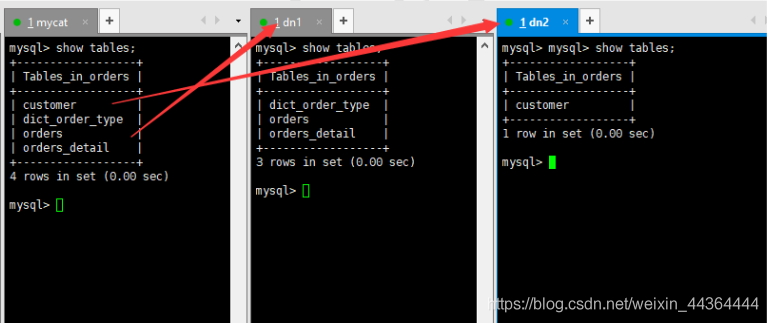 1 mycat
mysql> show tables;
+------------------+
| Tables_in_orders |
+------------------+
| customer |
| dict_order_type |
| orders |
| orders_detail |
+------------------+
4 rows in set (0.00 sec)
mysql>
1 dn1
mysql> show tables;
+------------------+
| Tables_in_orders |
+------------------+
| dict_order_type |
| orders |
| orders_detail |
+------------------+
3 rows in set (0.00 sec)
mysql>
1 dn2
mysql> mysql> show tables;
+------------------+
| Tables_in_orders |
+------------------+
| customer |
+------------------+
1 row in set (0.00 sec)
mysql>
https://blog.csdn.net/weixin_44364444